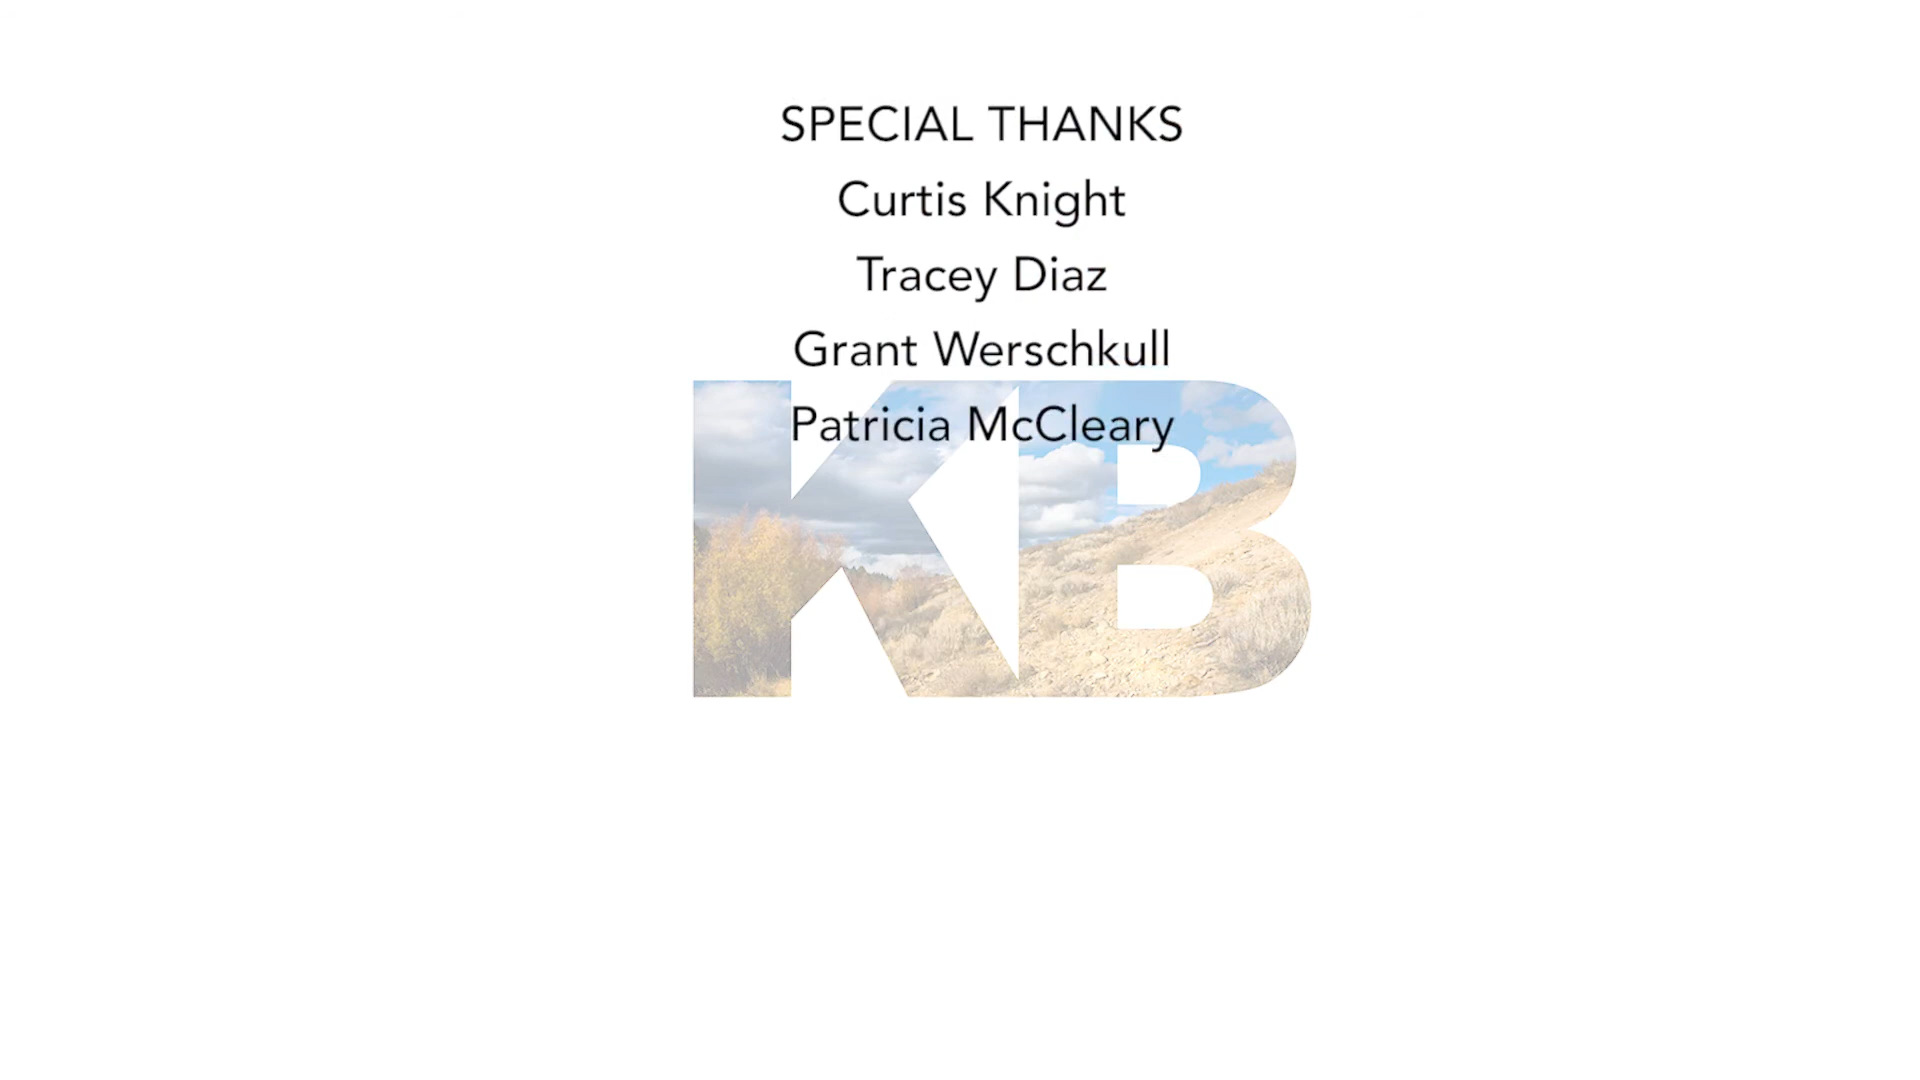 SPECIAL THANKS
Curtis Knight
Tracey Diaz
Grant Werschkull
Patricia McCleary
KB